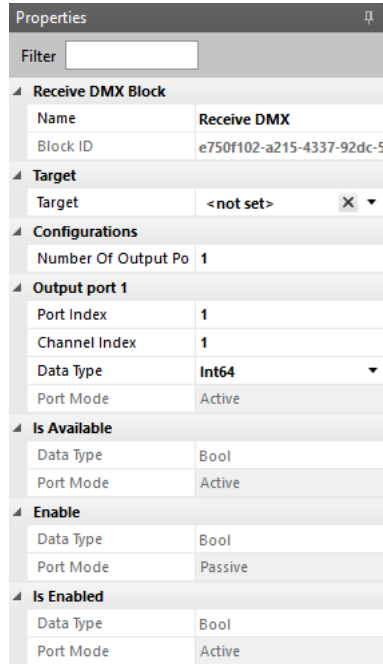 Properties
Filter
Receive DMX Block
Name Receive DMX
Block ID e750f102-a215-4337-92dc-5
Target
Target <not set>
Configurations
Number Of Output Po 1
Output port 1
Port Index 1
Channel Index 1
Data Type Int64
Port Mode Active
Is Available
Data Type Bool
Port Mode Active
Enable
Data Type Bool
Port Mode Passive
Is Enabled
Data Type Bool
Port Mode Active